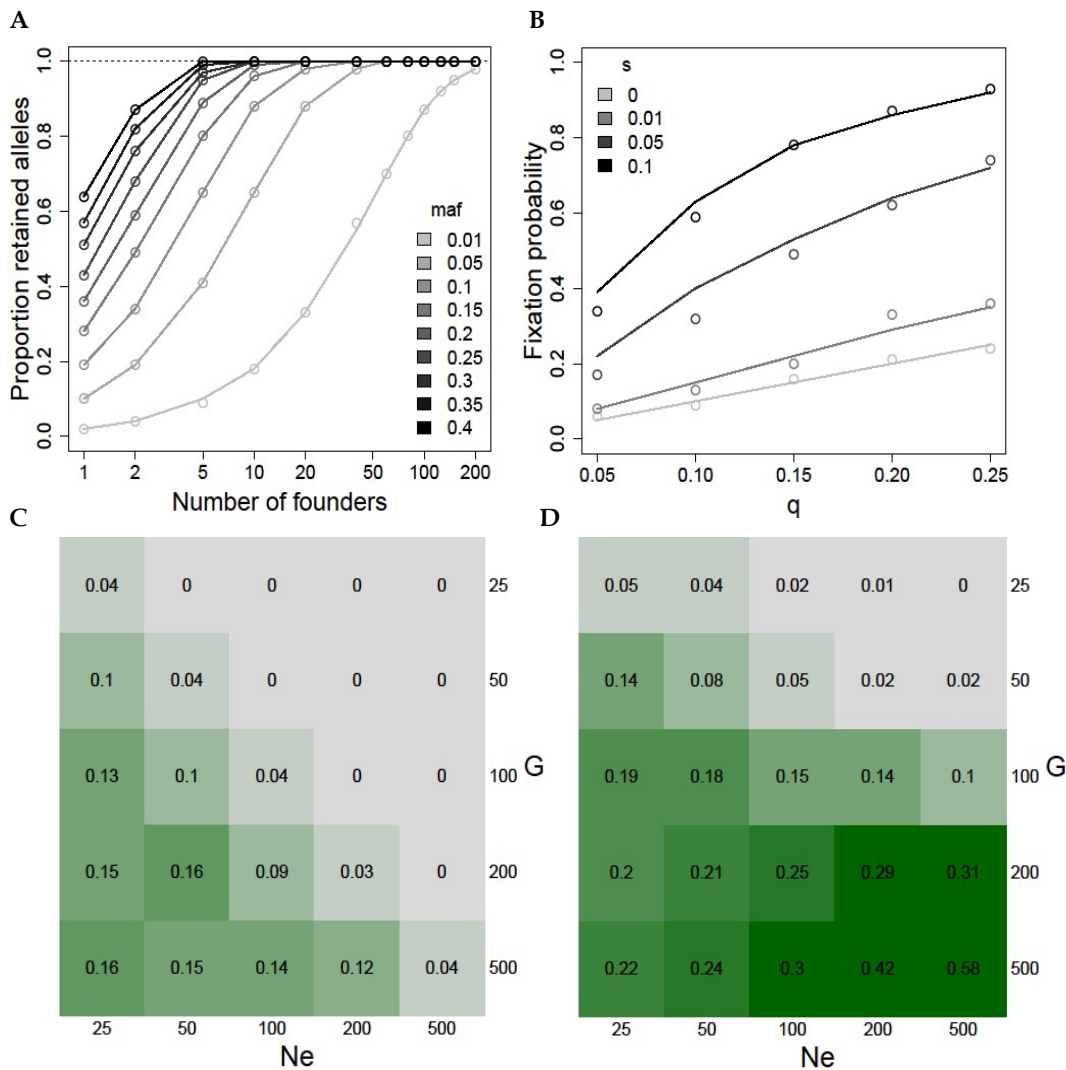 A
Proportion retained alleles
1.0
0.8
0.6
0.4
0.2
0.0
maf
0.01
0.05
0.1
0.15
0.2
0.25
0.3
0.35
0.4
1 2 5 10 20 50 100 200
Number of founders
B
Fixation probability
1.0
0.8
0.6
0.4
0.2
0.0
s
0
0.01
0.05
0.1
0.05 0.10 0.15 0.20 0.25
q
C
0.04 0 0 0 0 25
0.1 0.04 0 0 0 50
0.13 0.1 0.04 0 0 100 G
0.15 0.16 0.09 0.03 0 200
0.16 0.15 0.14 0.12 0.04 500
25 50 100 200 500
Ne
D
0.05 0.04 0.02 0.01 0 25
0.14 0.08 0.05 0.02 0.02 50
0.19 0.18 0.15 0.14 0.1 100 G
0.2 0.21 0.25 0.29 0.31 200
0.22 0.24 0.3 0.42 0.58 500
25 50 100 200 500
Ne